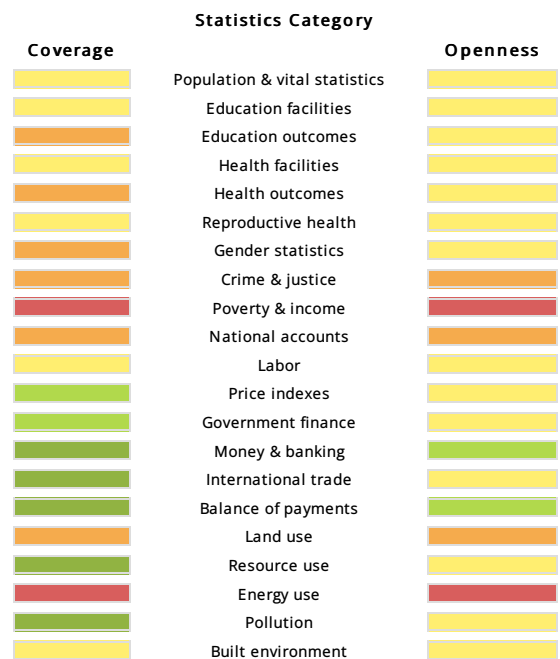 Statistics Category
Coverage
Openness
Population & vital statistics
Education facilities
Education outcomes
Health facilities
Health outcomes
Reproductive health
Gender statistics
Crime & justice
Poverty & income
National accounts
Labor
Price indexes
Government finance
Money & banking
International trade
Balance of payments
Land use
Resource use
Energy use
Pollution
Built environment